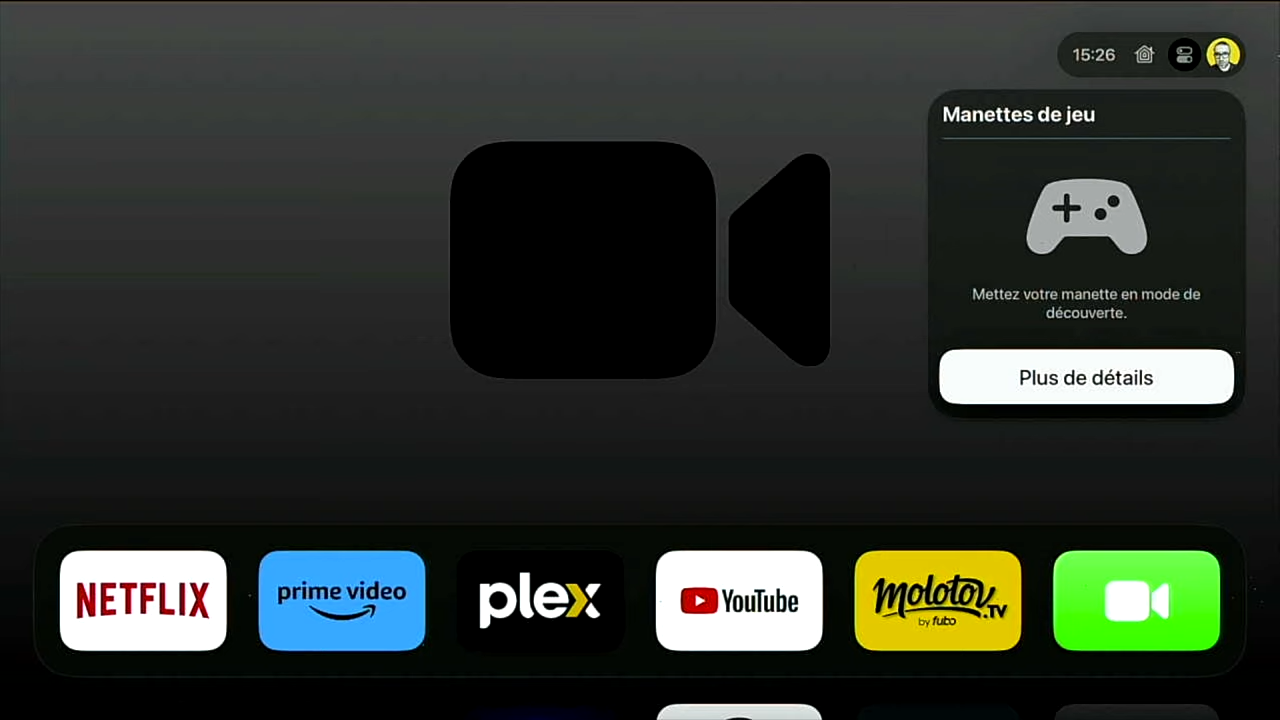 15:26
Manettes de jeu
Mettez votre manette en mode de
découverte.
Plus de détails
NETFLIX
prime video
plex
YouTube
molotov.TV
by fubo